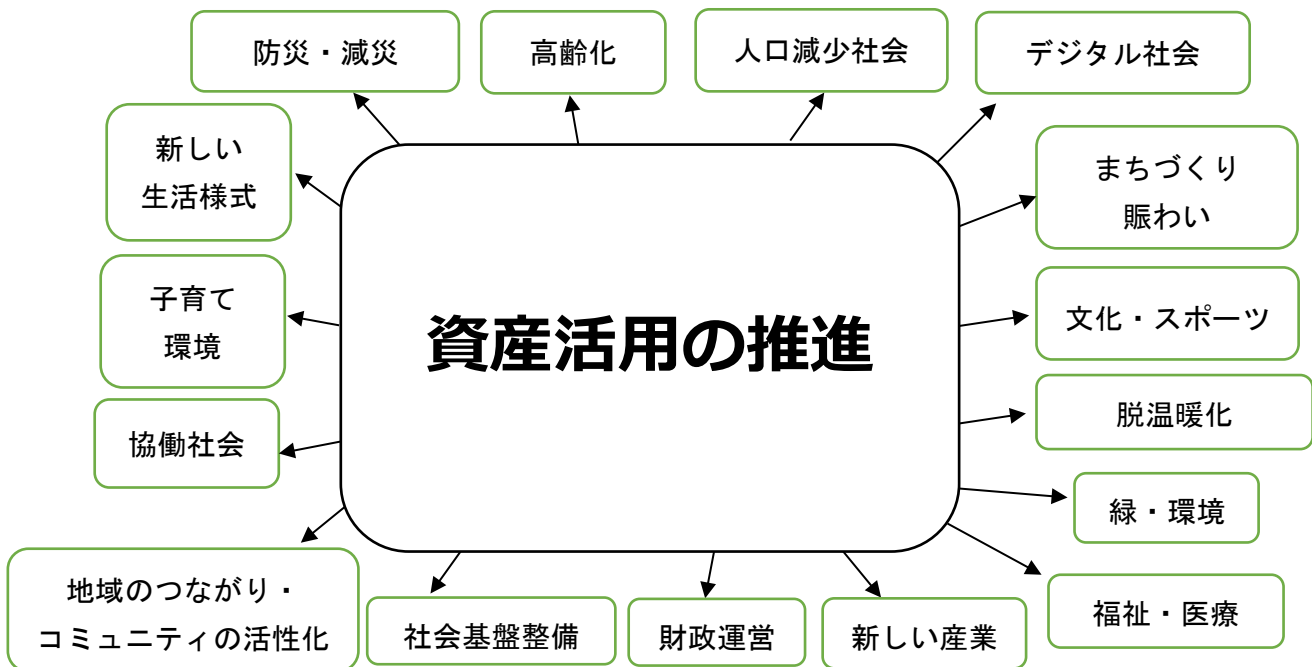 防災・減災
高齢化
人口減少社会
デジタル社会
新しい
生活様式
まちづくり
賑わい
子育て
環境
資産活用の推進
文化・スポーツ
脱温暖化
協働社会
緑・環境
地域のつながり・
コミュニティの活性化
社会基盤整備
財政運営
新しい産業
福祉・医療